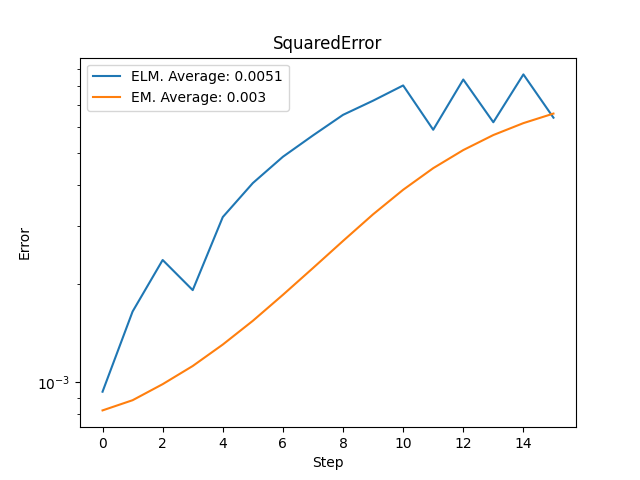 SquaredError
ELM. Average: 0.0051
EM. Average: 0.003
Error
10⁻³
0 2 4 6 8 10 12 14
Step